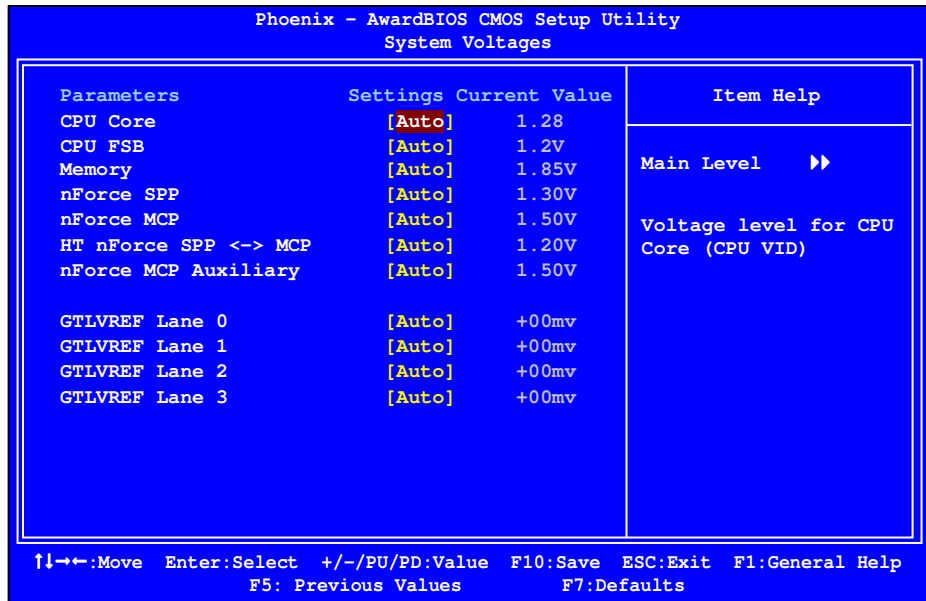 Phoenix - AwardBIOS CMOS Setup Utility
System Voltages
Parameters Settings Current Value
CPU Core [Auto] 1.28
CPU FSB [Auto] 1.2V
Memory [Auto] 1.85V
nForce SPP [Auto] 1.30V
nForce MCP [Auto] 1.50V
HT nForce SPP <-> MCP [Auto] 1.20V
nForce MCP Auxiliary [Auto] 1.50V
GTLVREF Lane 0 [Auto] +00mv
GTLVREF Lane 1 [Auto] +00mv
GTLVREF Lane 2 [Auto] +00mv
GTLVREF Lane 3 [Auto] +00mv
Item Help
Main Level
Voltage level for CPU
Core (CPU VID)
↑↓→←:Move Enter:Select +/-/PU/PD:Value F10:Save ESC:Exit F1:General Help
F5: Previous Values F7:Defaults